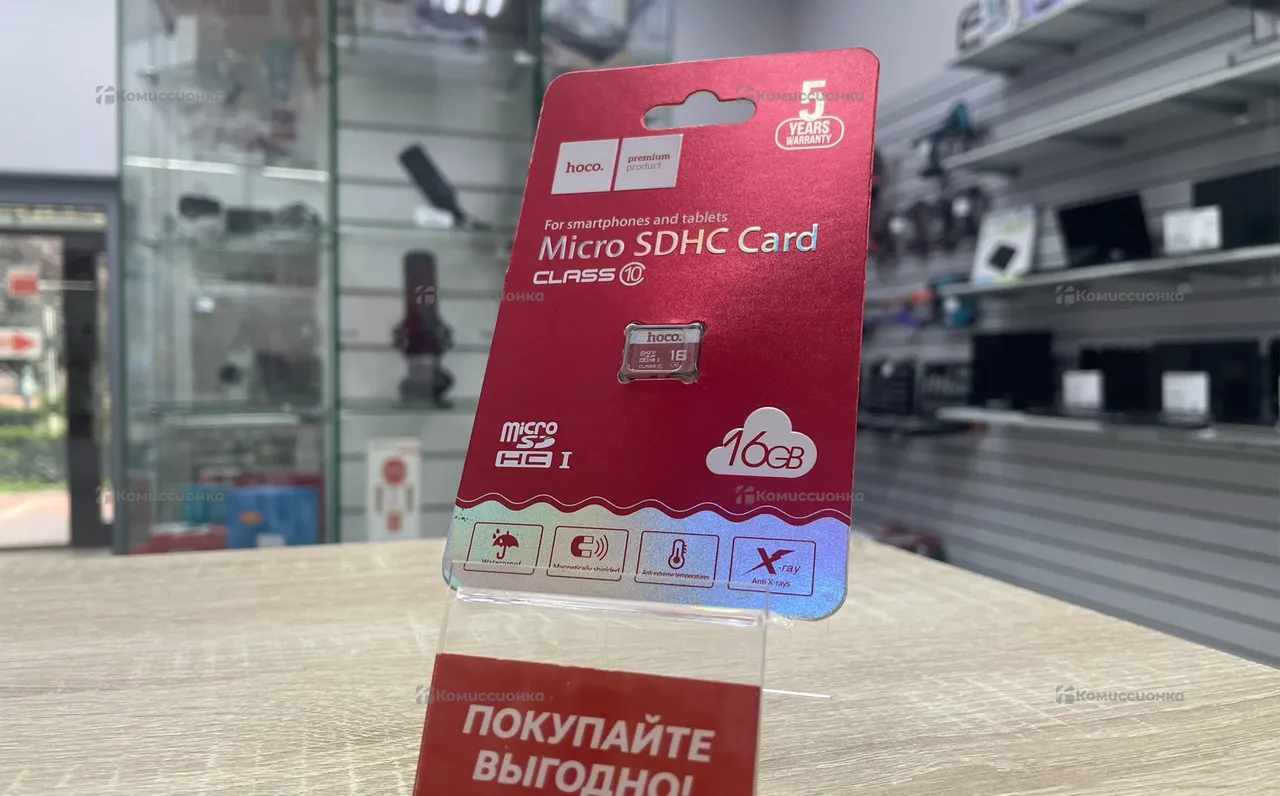 5
YEARS
WARRANTY
hoco.
premium
product
For smartphones and tablets
Micro SDHC Card
CLASS 10
hoco.
16
micro
SD
HC I
16GB
Waterproof
Magnetically shielded
Anti extreme temperatures
X-ray
Anti X-rays
ПОКУПАЙТЕ
ВЫГОДНО!
Комиссионка
Комиссионка
Комиссионка
Комиссионка
Комиссионка
Комиссионка
Комиссионка
Комиссионка